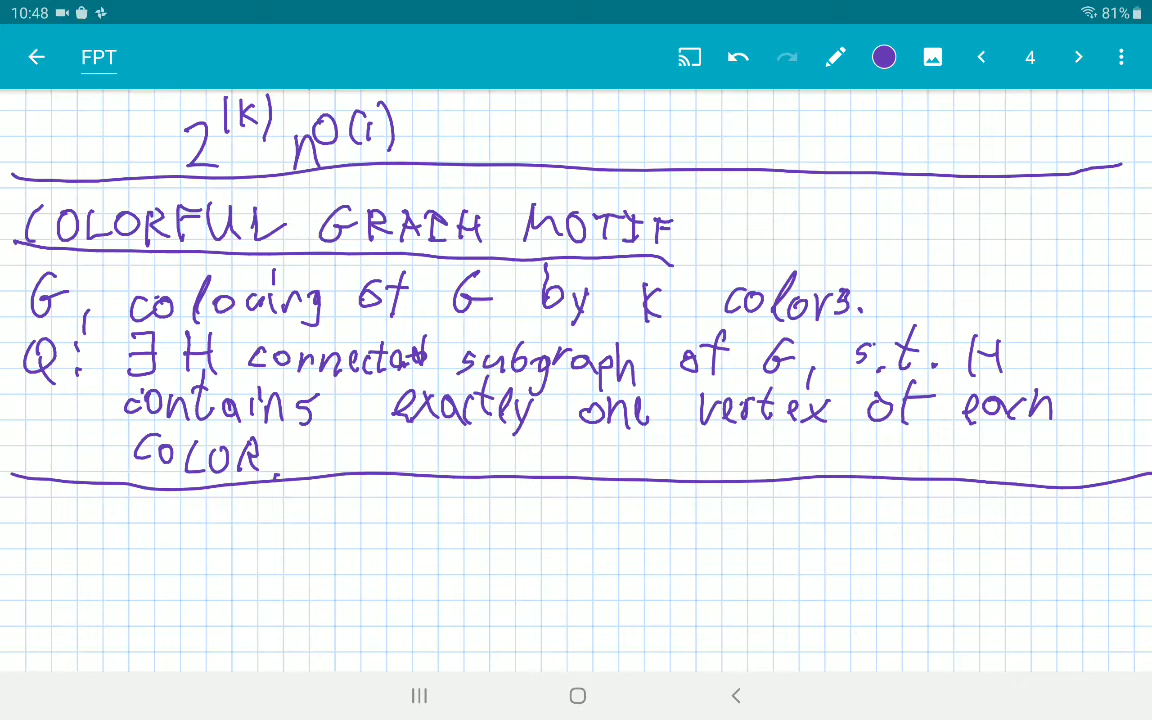 10:48 81%
FPT 4
2^|K| n^O(1)
COLORFUL GRAPH MOTIF
G, coloring of G by K colors.
Q: ∃ H connected subgraph of G, s.t. H
contains exactly one vertex of each
COLOR.